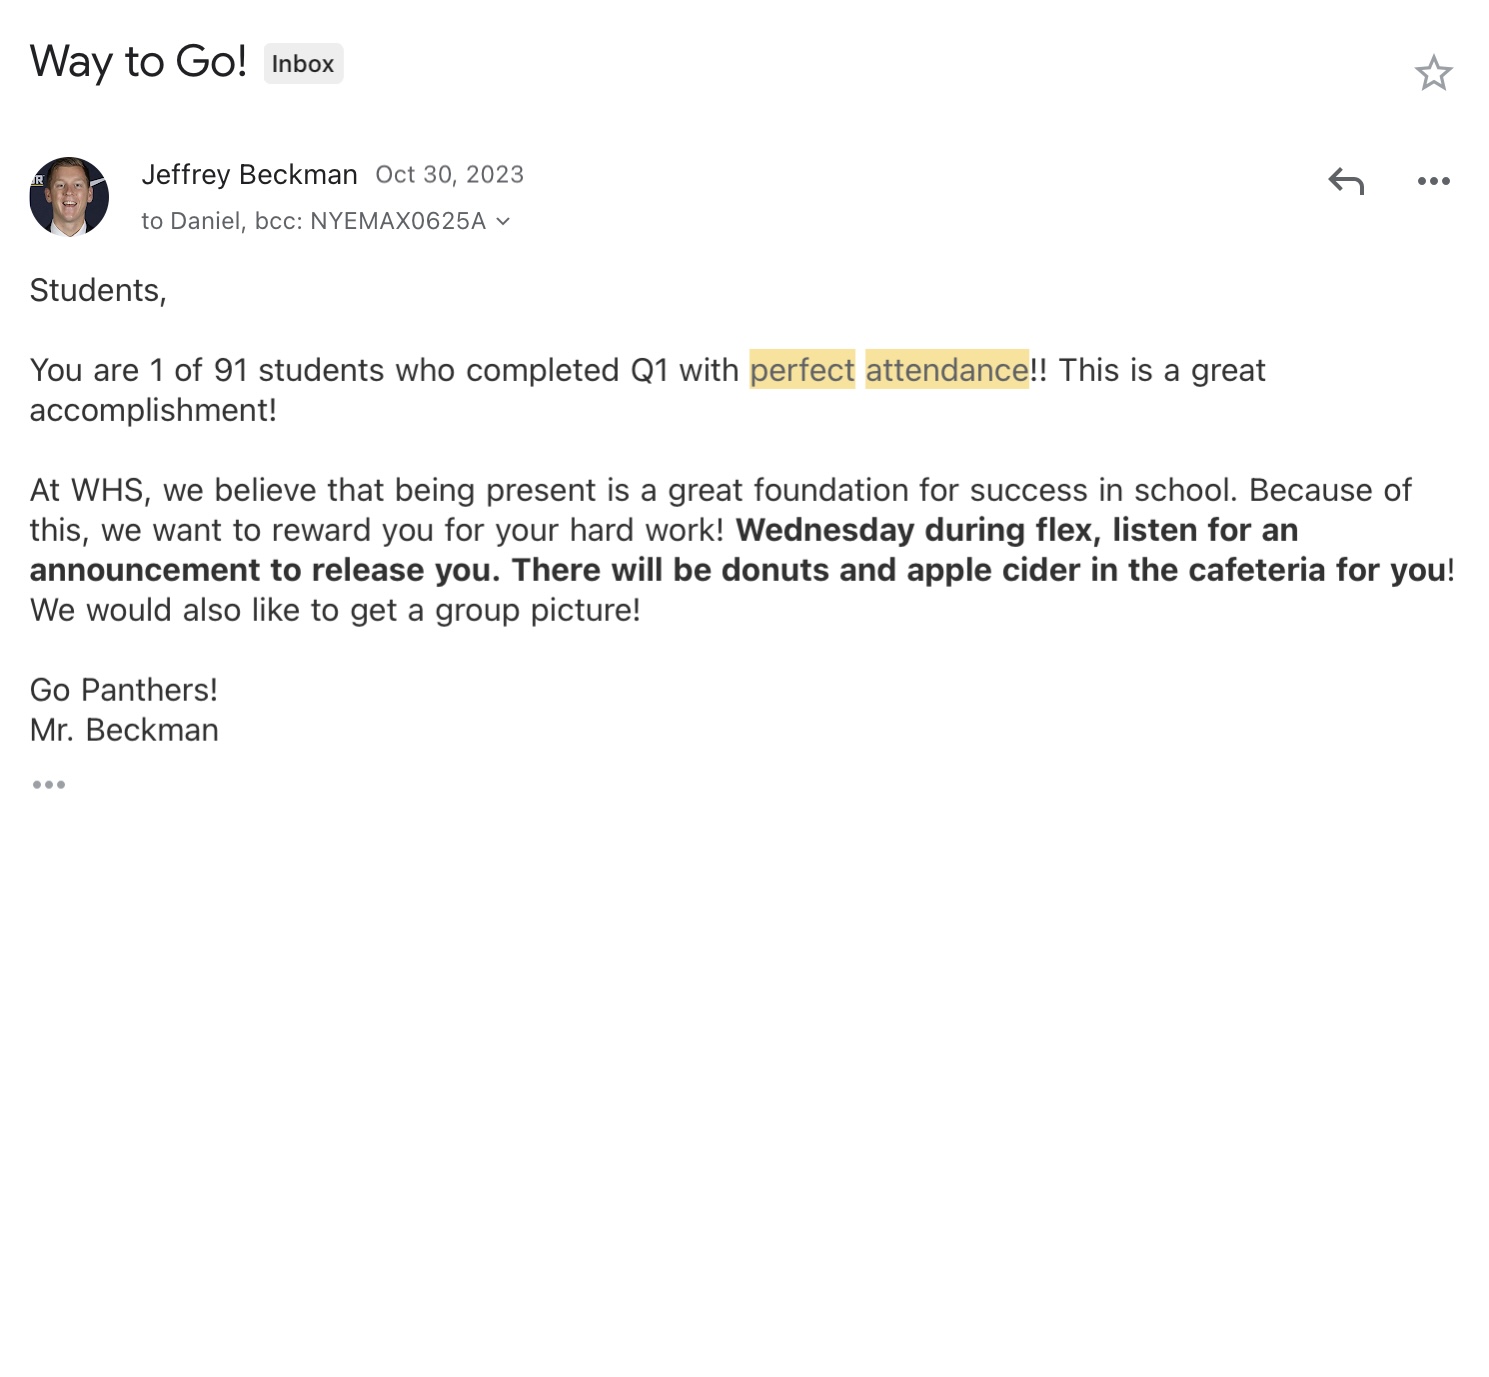 Way to Go! Inbox
Jeffrey Beckman Oct 30, 2023
to Daniel, bcc: NYEMAX0625A
Students,
You are 1 of 91 students who completed Q1 with perfect attendance!! This is a great
accomplishment!
At WHS, we believe that being present is a great foundation for success in school. Because of
this, we want to reward you for your hard work! Wednesday during flex, listen for an
announcement to release you. There will be donuts and apple cider in the cafeteria for you!
We would also like to get a group picture!
Go Panthers!
Mr. Beckman